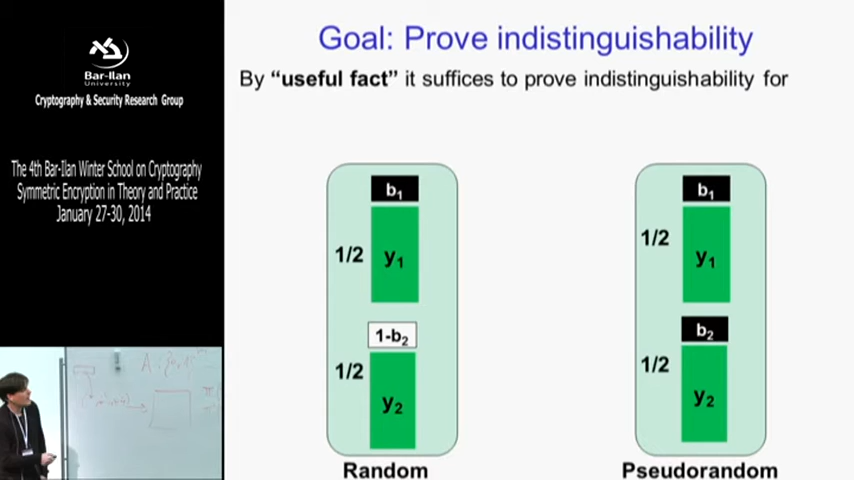 Bar-Ilan
University
Cryptography & Security Research Group
The 4th Bar-Ilan Winter School on Cryptography
Symmetric Encryption in Theory and Practice
January 27-30, 2014
Goal: Prove indistinguishability
By “useful fact” it suffices to prove indistinguishability for
b₁
1/2
y₁
1-b₂
1/2
y₂
Random
b₁
1/2
y₁
b₂
1/2
y₂
Pseudorandom